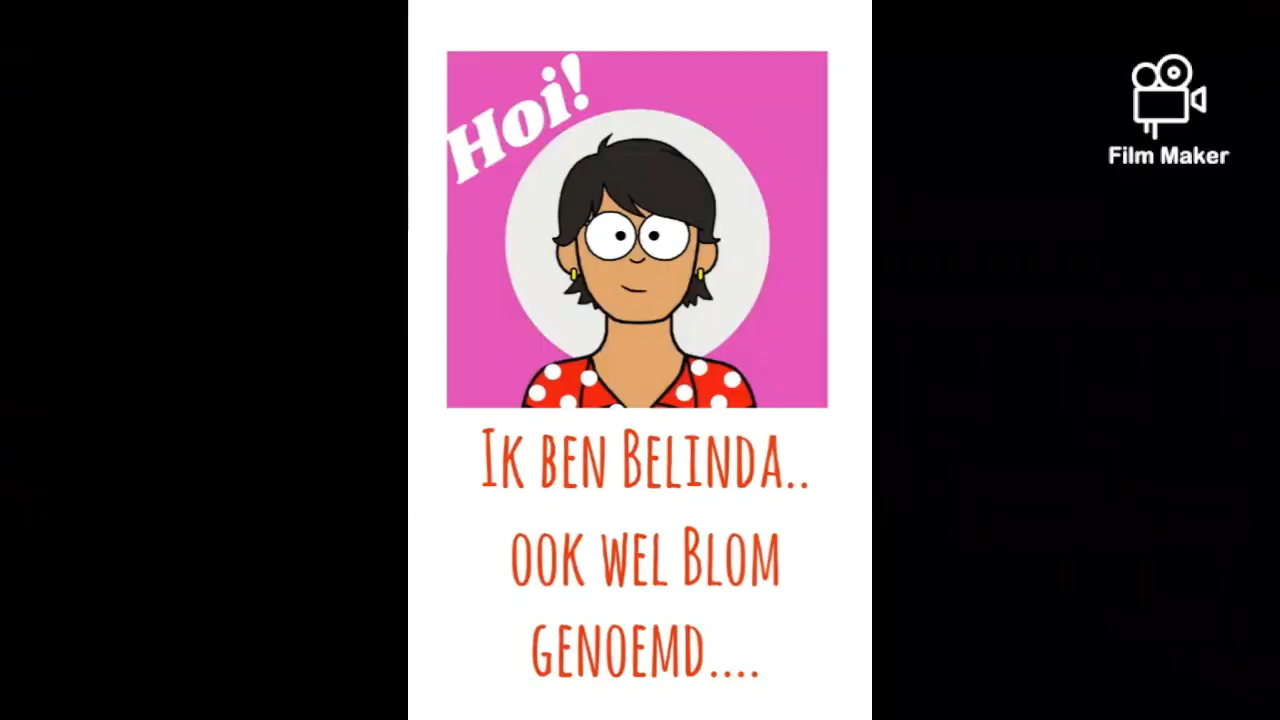 Hoi!
Film Maker
Ik ben Belinda..
ook wel Blom
genoemd....